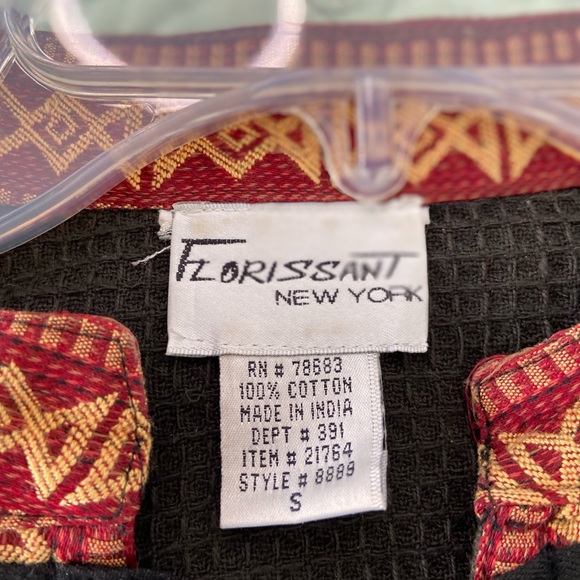 FLORISSANT
NEW YORK
RN # 78683
100% COTTON
MADE IN INDIA
DEPT # 391
ITEM # 21764
STYLE # 8889
S